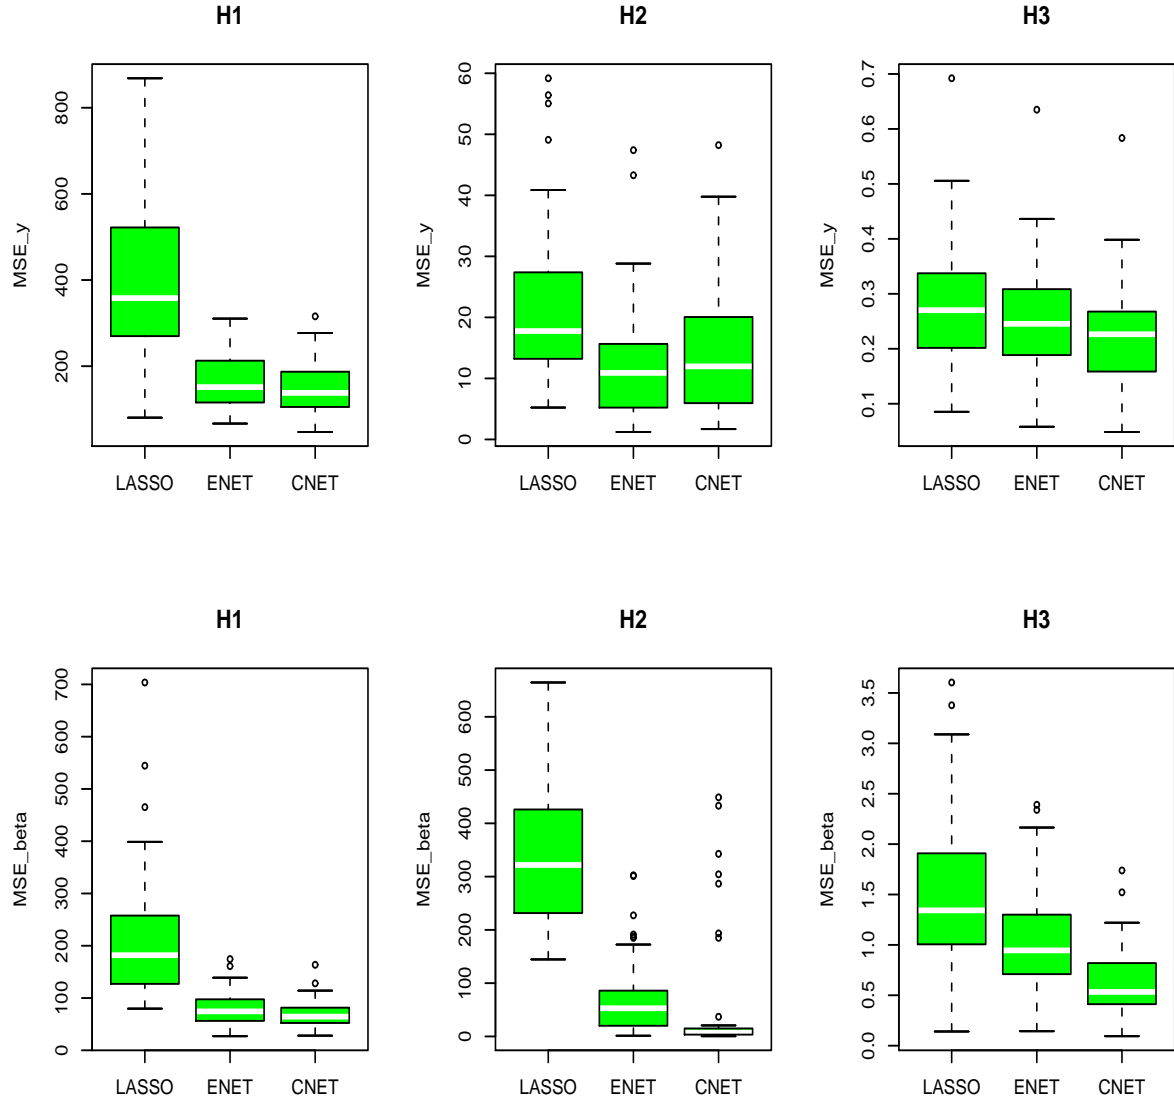 H1
H2
H3
MSE_y
800
600
400
200
LASSO
ENET
CNET
MSE_y
60
50
40
30
20
10
0
LASSO
ENET
CNET
MSE_y
0.7
0.6
0.5
0.4
0.3
0.2
0.1
LASSO
ENET
CNET
H1
H2
H3
MSE_beta
700
600
500
400
300
200
100
0
LASSO
ENET
CNET
MSE_beta
600
500
400
300
200
100
0
LASSO
ENET
CNET
MSE_beta
3.5
3.0
2.5
2.0
1.5
1.0
0.5
0.0
LASSO
ENET
CNET